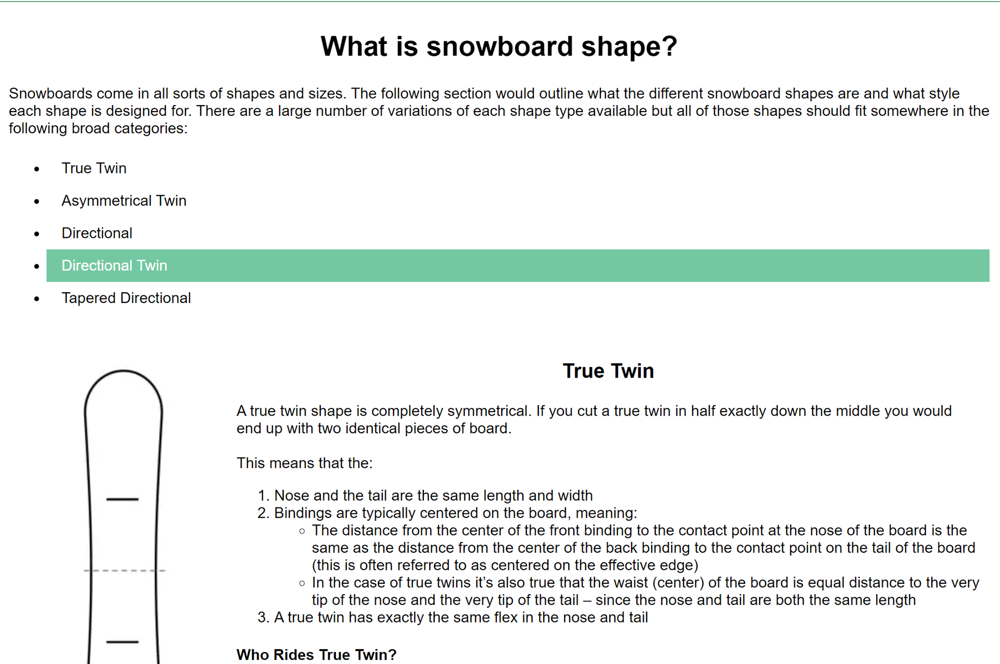 What is snowboard shape?
Snowboards come in all sorts of shapes and sizes. The following section would outline what the different snowboard shapes are and what style
each shape is designed for. There are a large number of variations of each shape type available but all of those shapes should fit somewhere in the
following broad categories:
• True Twin
• Asymmetrical Twin
• Directional
• Directional Twin
• Tapered Directional
True Twin
A true twin shape is completely symmetrical. If you cut a true twin in half exactly down the middle you would
end up with two identical pieces of board.
This means that the:
1. Nose and the tail are the same length and width
2. Bindings are typically centered on the board, meaning:
○ The distance from the center of the front binding to the contact point at the nose of the board is the
same as the distance from the center of the back binding to the contact point on the tail of the board
(this is often referred to as centered on the effective edge)
○ In the case of true twins it’s also true that the waist (center) of the board is equal distance to the very
tip of the nose and the very tip of the tail – since the nose and tail are both the same length
3. A true twin has exactly the same flex in the nose and tail
Who Rides True Twin?